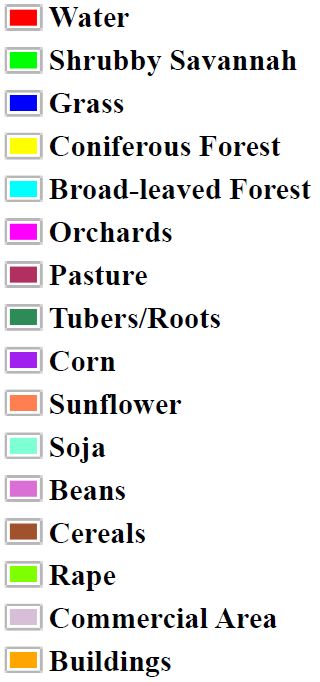 Water
Shrubby Savannah
Grass
Coniferous Forest
Broad-leaved Forest
Orchards
Pasture
Tubers/Roots
Corn
Sunflower
Soja
Beans
Cereals
Rape
Commercial Area
Buildings